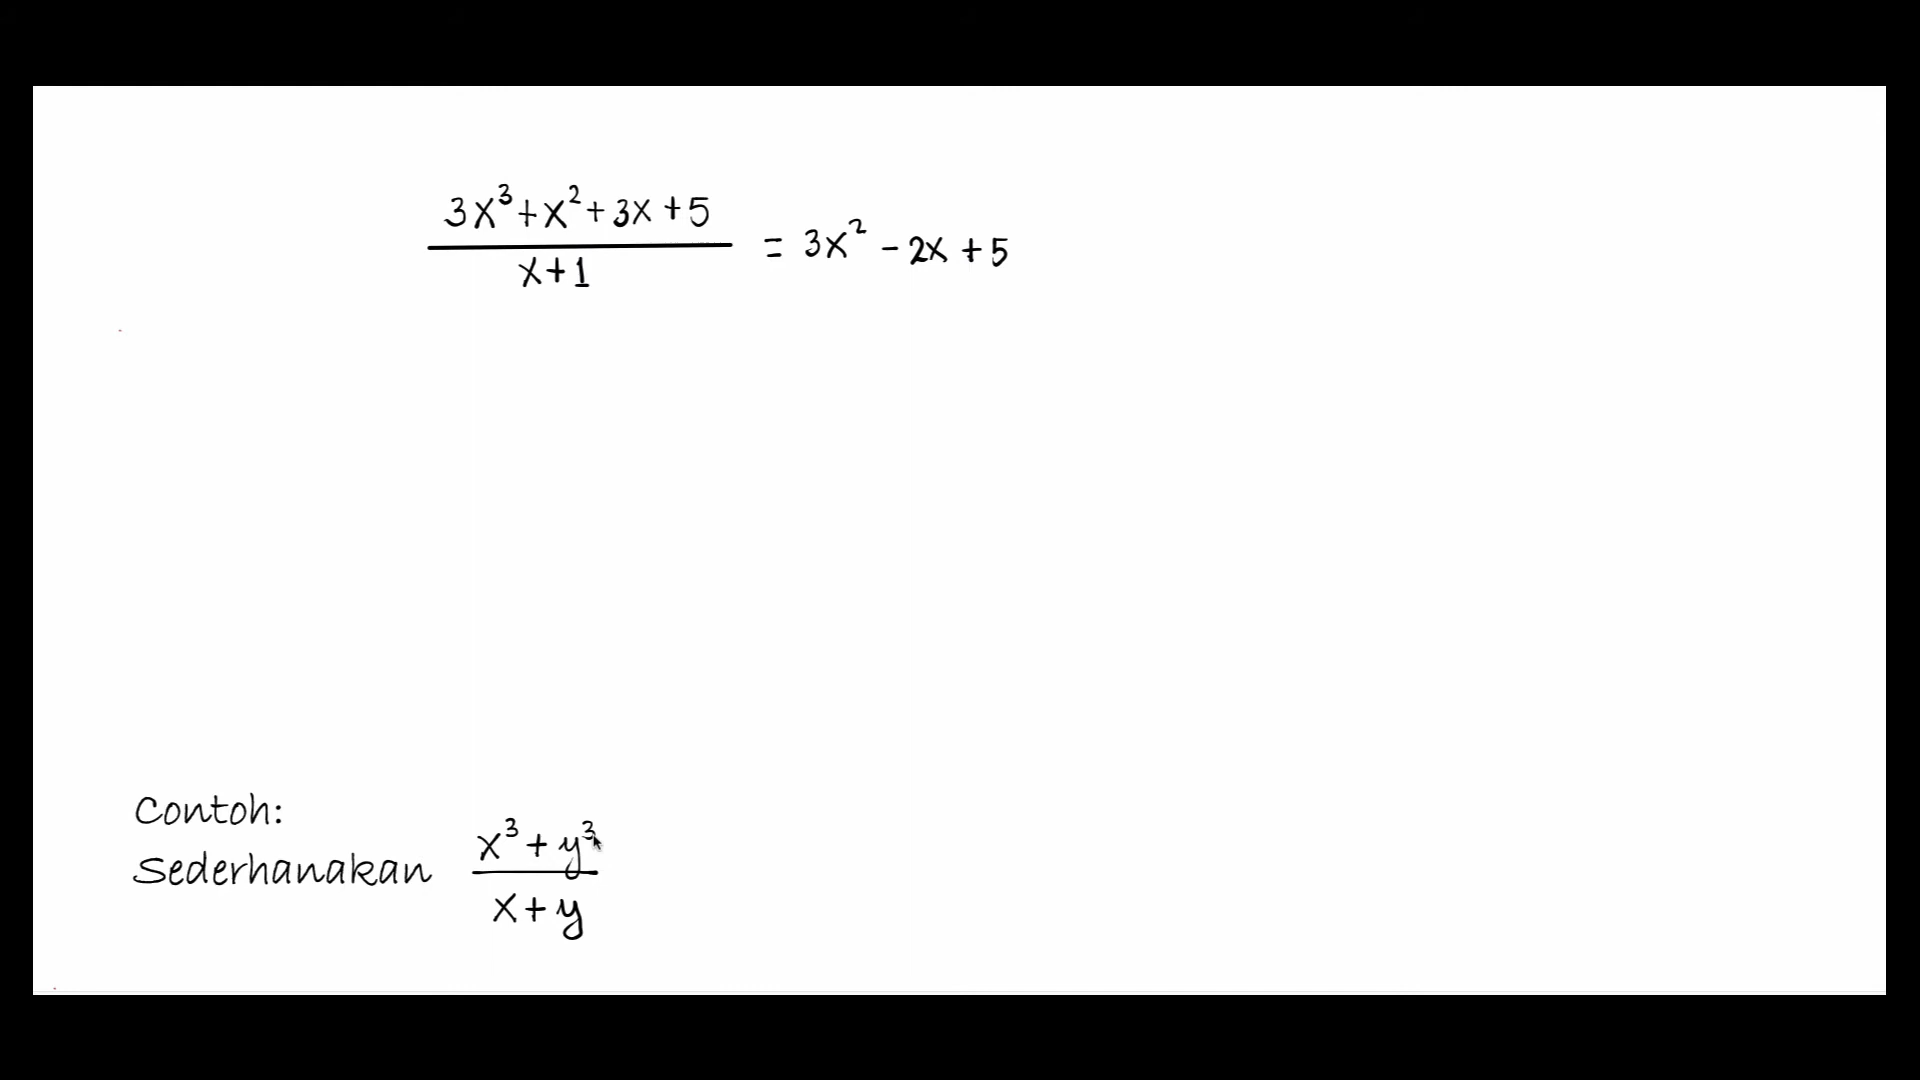 3x³+x²+3x+5
x+1
= 3x² - 2x + 5
Contoh:
Sederhanakan
x³ + y³
x + y